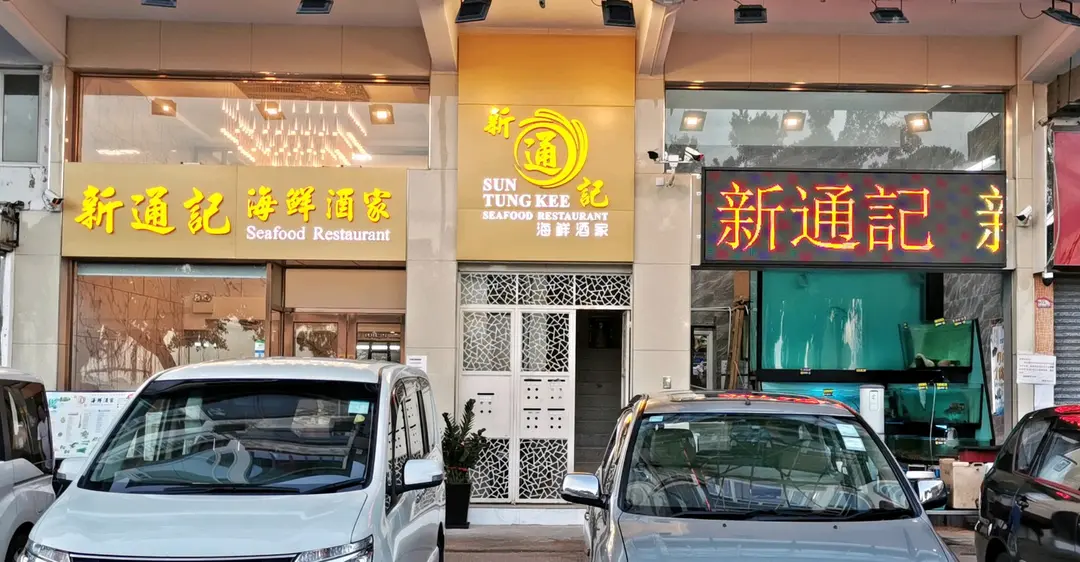 新通記 海鮮酒家
Seafood Restaurant
新
通
記
SUN
TUNG KEE
SEAFOOD RESTAURANT
海鮮酒家
新通記